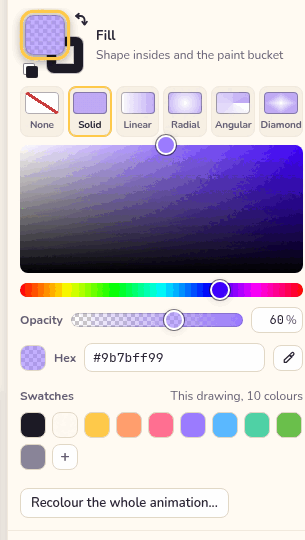 Fill
Shape insides and the paint bucket
None
Solid
Linear
Radial
Angular
Diamond
Opacity
60 %
Hex
#9b7bff99
Swatches
This drawing, 10 colours
+
Recolour the whole animation...